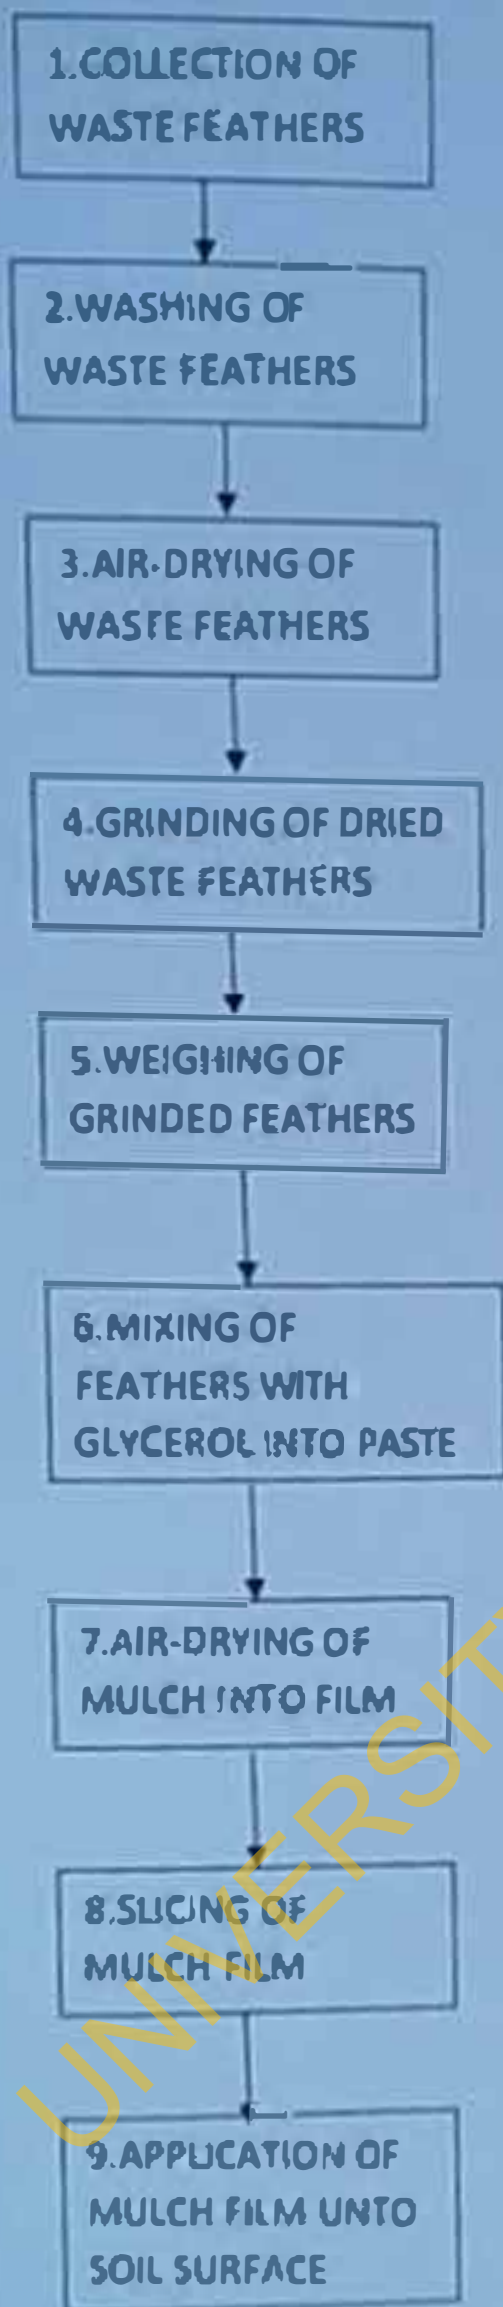 1.COLLECTION OF
WASTE FEATHERS
2.WASHING OF
WASTE FEATHERS
3.AIR-DRYING OF
WASTE FEATHERS
4.GRINDING OF DRIED
WASTE FEATHERS
5.WEIGHING OF
GRINDED FEATHERS
6.MIXING OF
FEATHERS WITH
GLYCEROL INTO PASTE
7.AIR-DRYING OF
MULCH INTO FILM
8.SLICING OF
MULCH FILM
9.APPLICATION OF
MULCH FILM UNTO
SOIL SURFACE